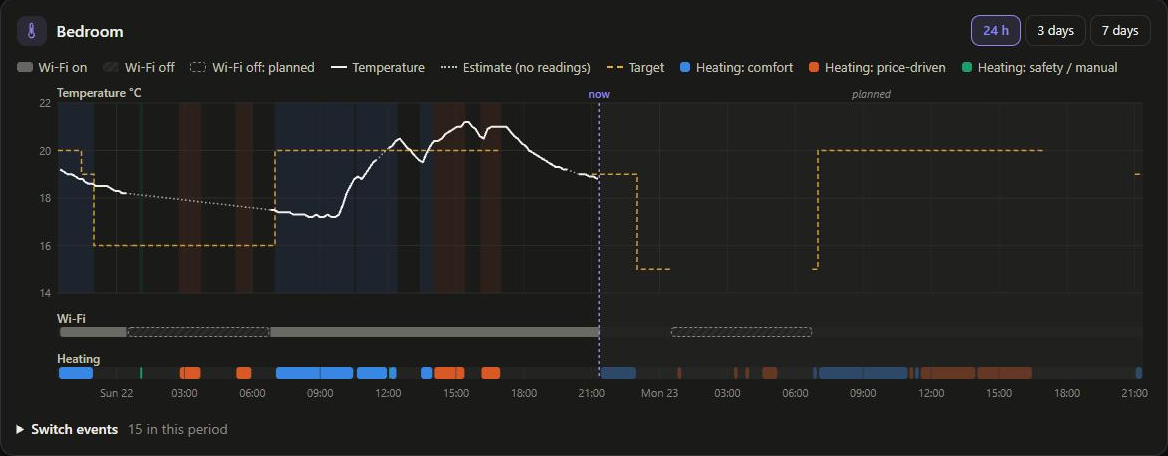 Bedroom
24 h 3 days 7 days
Wi-Fi on Wi-Fi off Wi-Fi off: planned Temperature Estimate (no readings) Target Heating: comfort Heating: price-driven Heating: safety / manual
Temperature °C
now
planned
22
20
18
16
14
Wi-Fi
Heating
Sun 22 03:00 06:00 09:00 12:00 15:00 18:00 21:00 Mon 23 03:00 06:00 09:00 12:00 15:00 18:00 21:00
Switch events 15 in this period